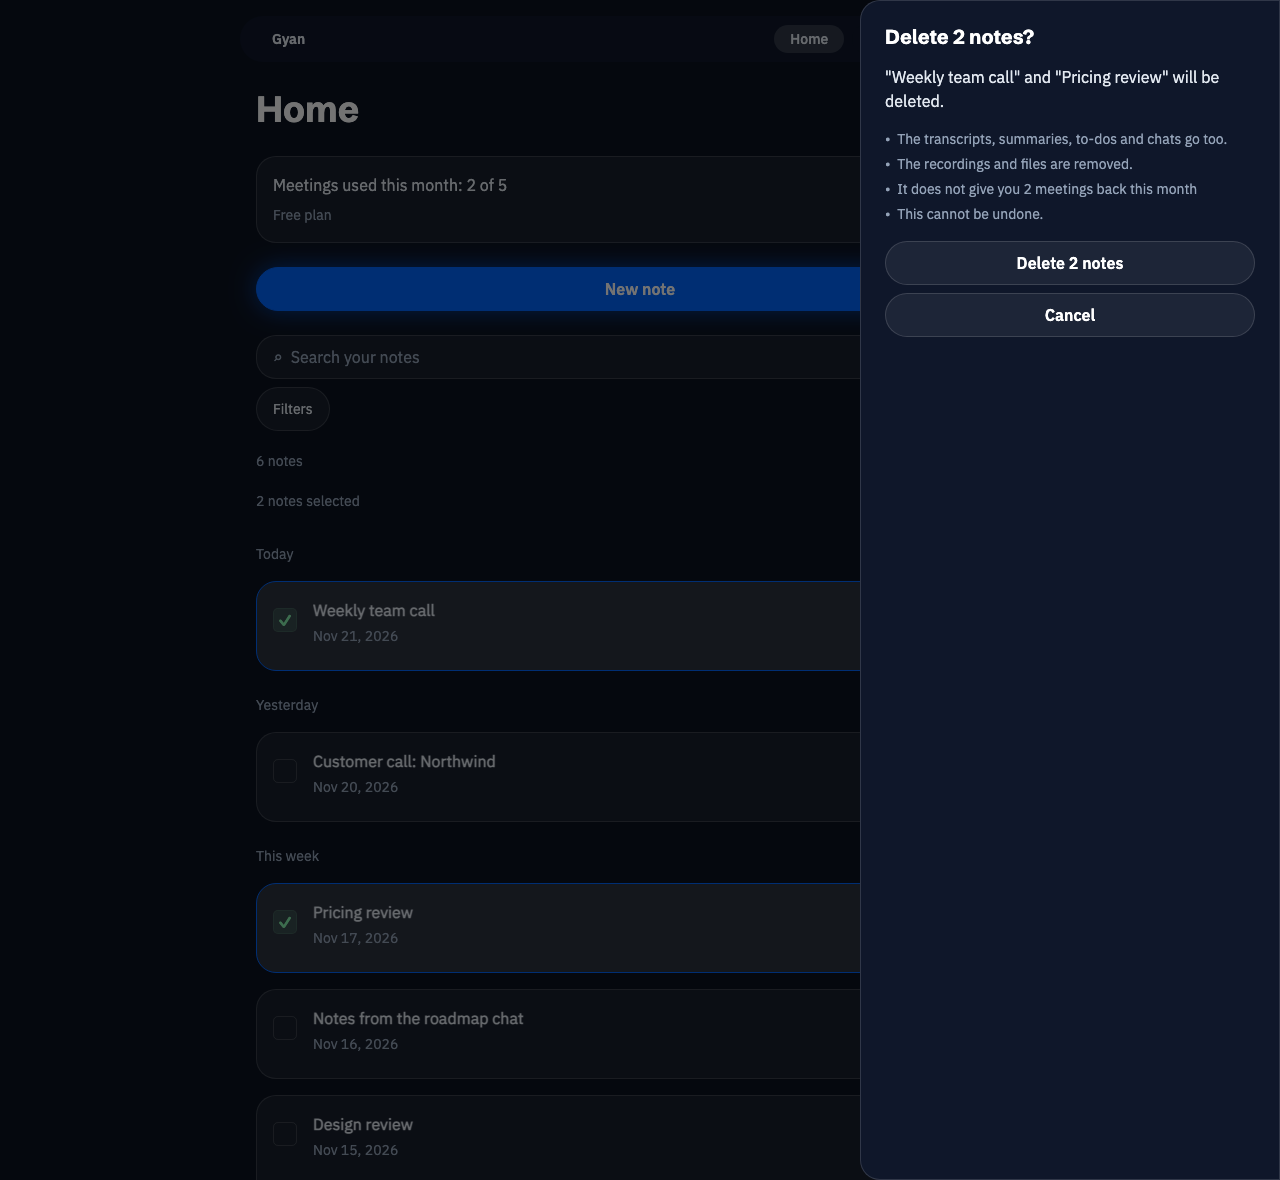 Gyan
Home
Home
Meetings used this month: 2 of 5
Free plan
New note
Search your notes
Filters
6 notes
2 notes selected
Today
Weekly team call
Nov 21, 2026
Yesterday
Customer call: Northwind
Nov 20, 2026
This week
Pricing review
Nov 17, 2026
Notes from the roadmap chat
Nov 16, 2026
Design review
Nov 15, 2026
Delete 2 notes?
"Weekly team call" and "Pricing review" will be
deleted.
• The transcripts, summaries, to-dos and chats go too.
• The recordings and files are removed.
• It does not give you 2 meetings back this month
• This cannot be undone.
Delete 2 notes
Cancel